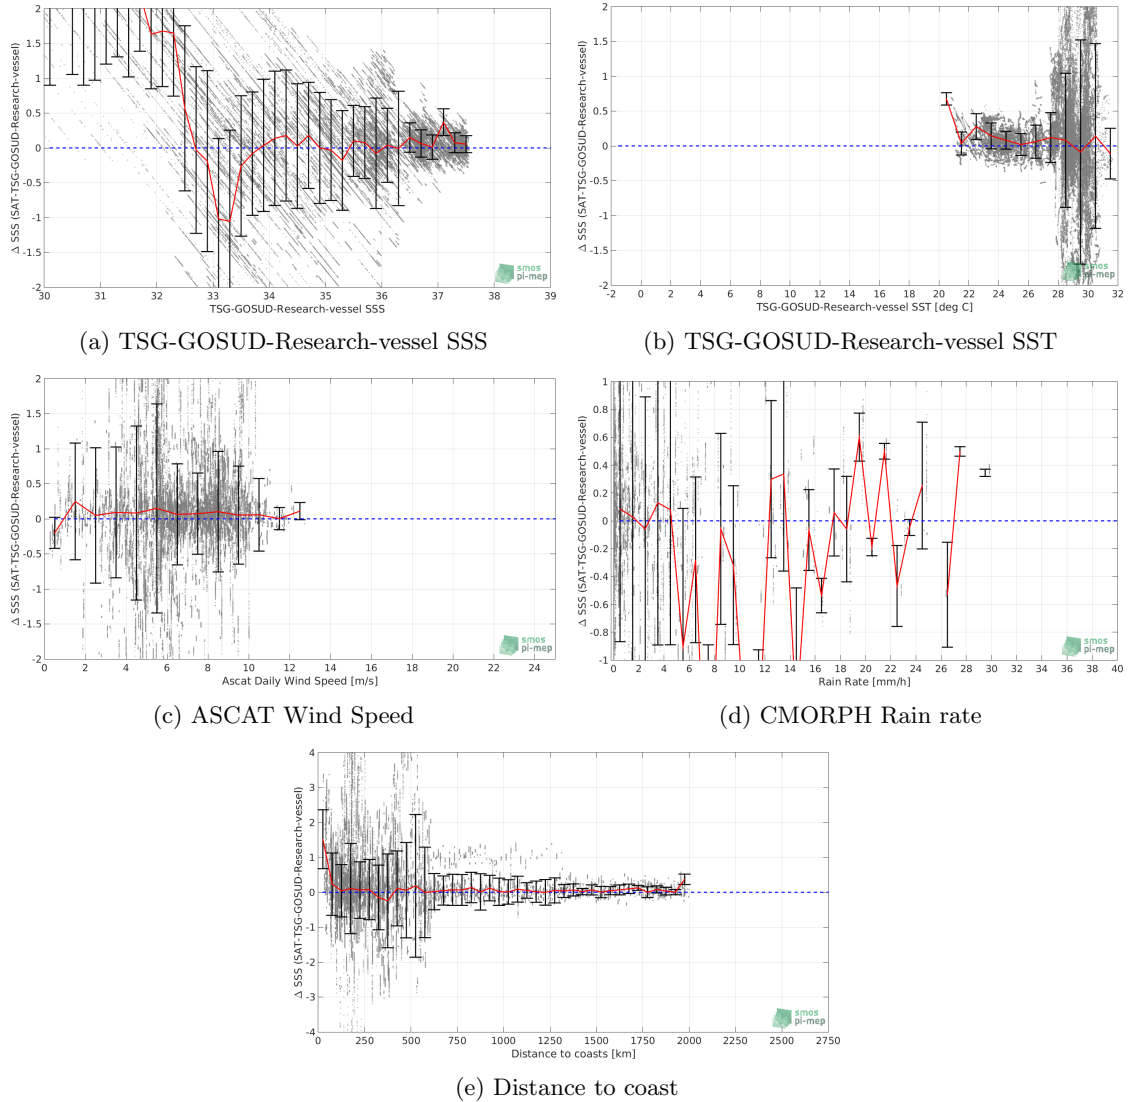 2
1.5
1
0.5
0
-0.5
-1
-1.5
-2
Δ SSS (SAT-TSG-GOSUD-Research-vessel)
30 31 32 33 34 35 36 37 38 39
TSG-GOSUD-Research-vessel SSS
smos
pi-mep
(a) TSG-GOSUD-Research-vessel SSS
2
1.5
1
0.5
0
-0.5
-1
-1.5
-2
Δ SSS (SAT-TSG-GOSUD-Research-vessel)
-2 0 2 4 6 8 10 12 14 16 18 20 22 24 26 28 30 32
TSG-GOSUD-Research-vessel SST [deg C]
smos
pi-mep
(b) TSG-GOSUD-Research-vessel SST
2
1.5
1
0.5
0
-0.5
-1
-1.5
-2
Δ SSS (SAT-TSG-GOSUD-Research-vessel)
0 2 4 6 8 10 12 14 16 18 20 22 24
Ascat Daily Wind Speed [m/s]
smos
pi-mep
(c) ASCAT Wind Speed
1
0.8
0.6
0.4
0.2
0
-0.2
-0.4
-0.6
-0.8
-1
Δ SSS (SAT-TSG-GOSUD-Research-vessel)
0 2 4 6 8 10 12 14 16 18 20 22 24 26 28 30 32 34 36 38 40
Rain Rate [mm/h]
smos
pi-mep
(d) CMORPH Rain rate
4
3
2
1
0
-1
-2
-3
-4
Δ SSS (SAT-TSG-GOSUD-Research-vessel)
0 250 500 750 1000 1250 1500 1750 2000 2250 2500 2750
Distance to coasts [km]
smos
pi-mep
(e) Distance to coast